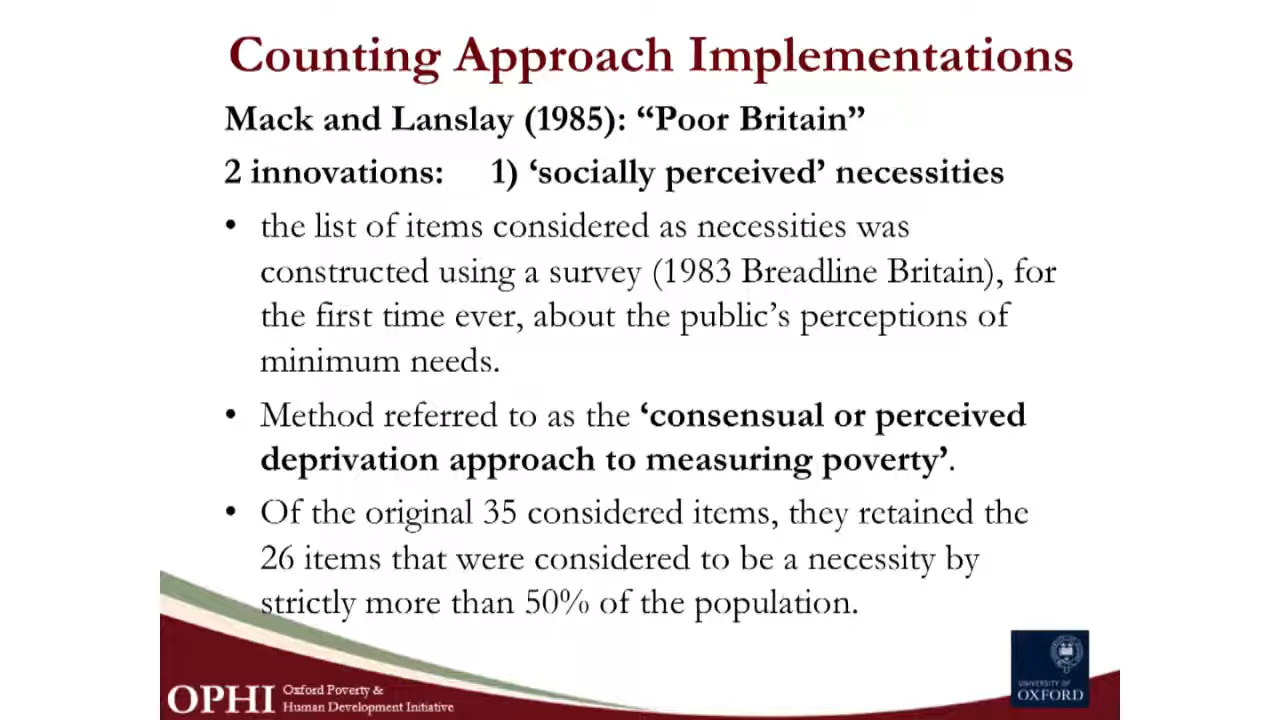 Counting Approach Implementations
Mack and Lanslay (1985): “Poor Britain”
2 innovations: 1) ‘socially perceived’ necessities
• the list of items considered as necessities was
constructed using a survey (1983 Breadline Britain), for
the first time ever, about the public’s perceptions of
minimum needs.
• Method referred to as the ‘consensual or perceived
deprivation approach to measuring poverty’.
• Of the original 35 considered items, they retained the
26 items that were considered to be a necessity by
strictly more than 50% of the population.
OPHI
Oxford Poverty &
Human Development Initiative
UNIVERSITY OF
OXFORD